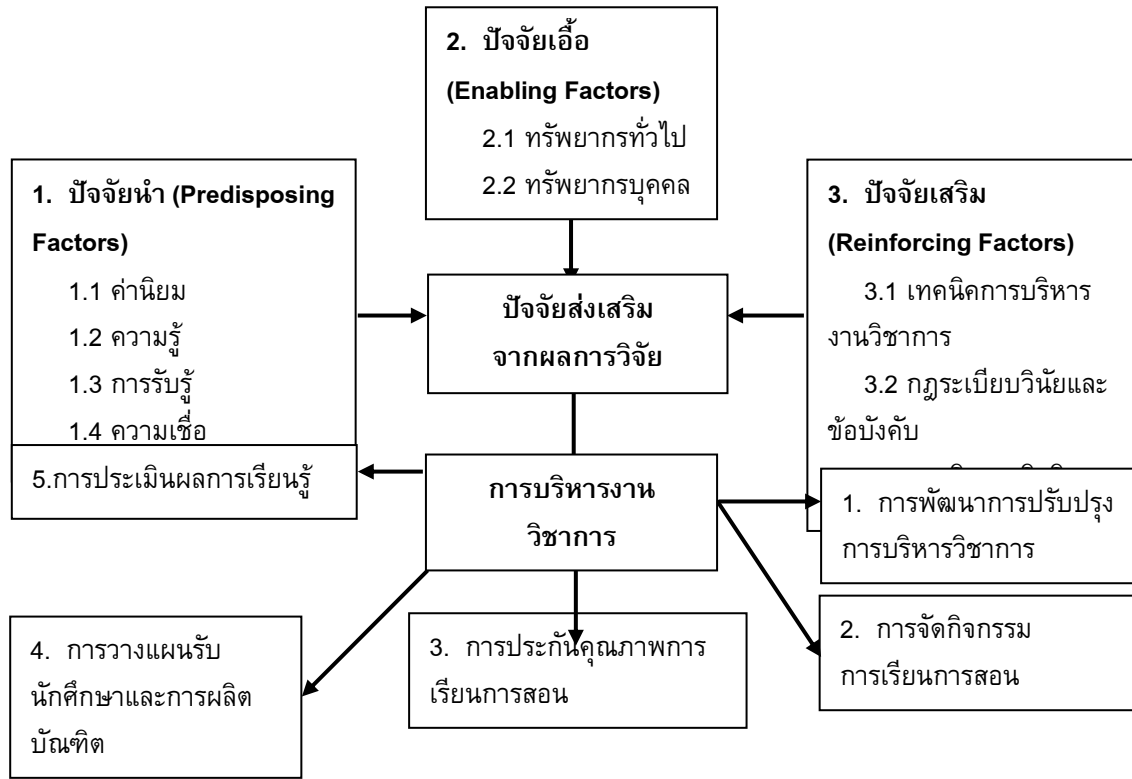 2. ปัจจัยเอื้อ
(Enabling Factors)
2.1 ทรัพยากรทั่วไป
2.2 ทรัพยากรบุคคล
1. ปัจจัยนำ (Predisposing
Factors)
1.1 ค่านิยม
1.2 ความรู้
1.3 การรับรู้
1.4 ความเชื่อ
ปัจจัยส่งเสริม
จากผลการวิจัย
3. ปัจจัยเสริม
(Reinforcing Factors)
3.1 เทคนิคการบริหาร
งานวิชาการ
3.2 กฎระเบียบวินัยและ
ข้อบังคับ
5.การประเมินผลการเรียนรู้
การบริหารงาน
วิชาการ
1. การพัฒนาการปรับปรุง
การบริหารวิชาการ
2. การจัดกิจกรรม
การเรียนการสอน
3. การประกันคุณภาพการ
เรียนการสอน
4. การวางแผนรับ
นักศึกษาและการผลิต
บัณฑิต